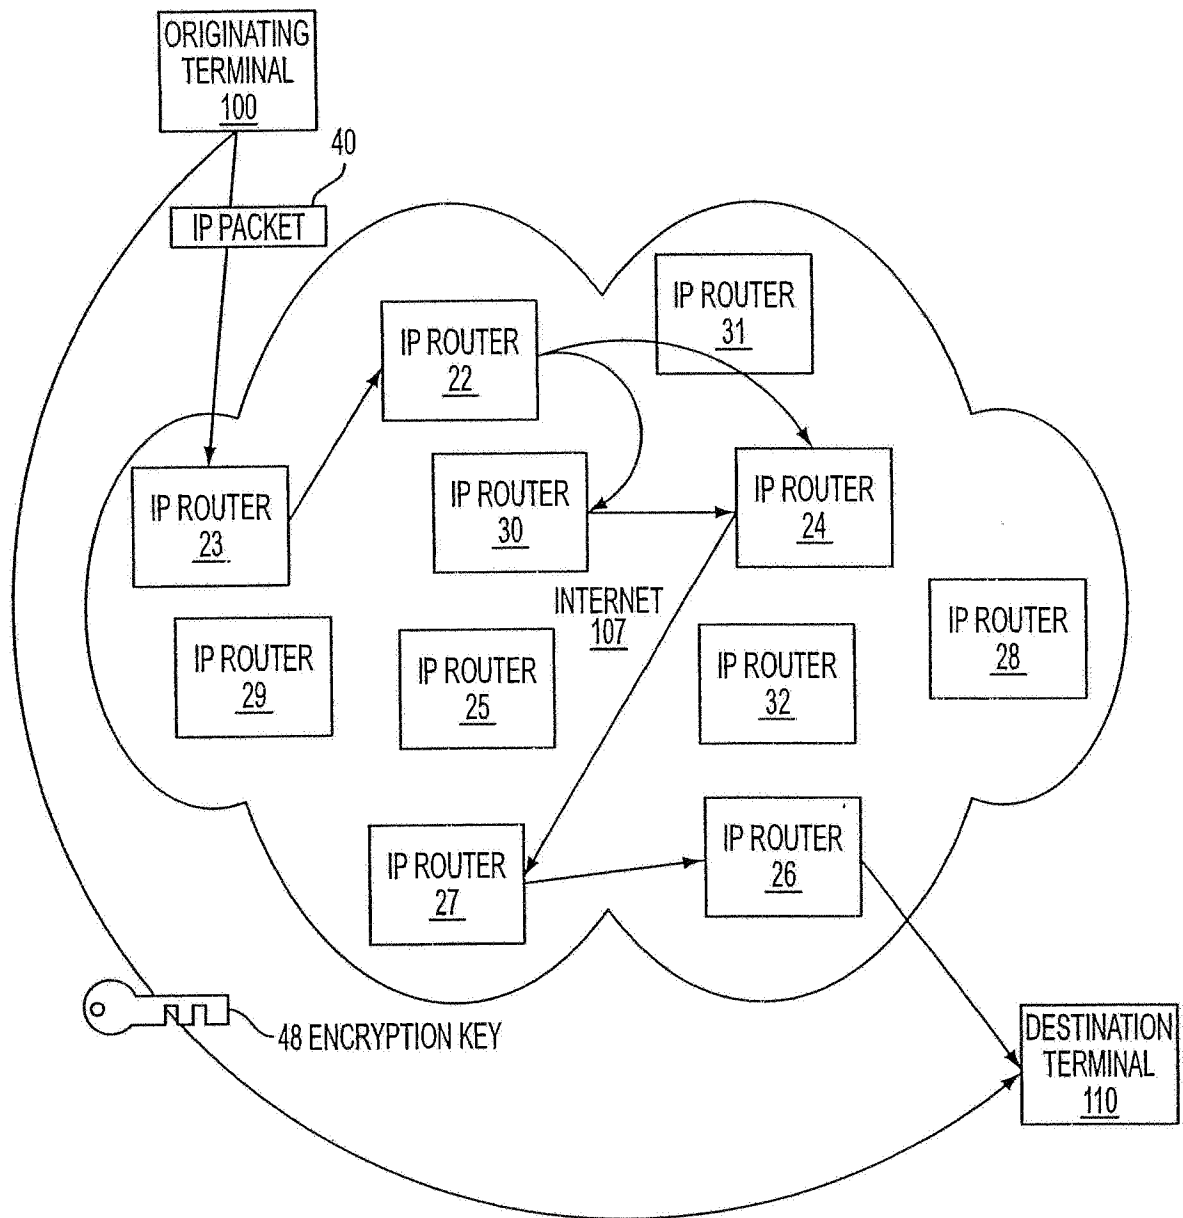 ORIGINATING
TERMINAL
100
40
IP PACKET
IP ROUTER
31
IP ROUTER
22
IP ROUTER
23
IP ROUTER
30
IP ROUTER
24
INTERNET
107
IP ROUTER
29
IP ROUTER
25
IP ROUTER
32
IP ROUTER
28
IP ROUTER
27
IP ROUTER
26
48 ENCRYPTION KEY
DESTINATION
TERMINAL
110